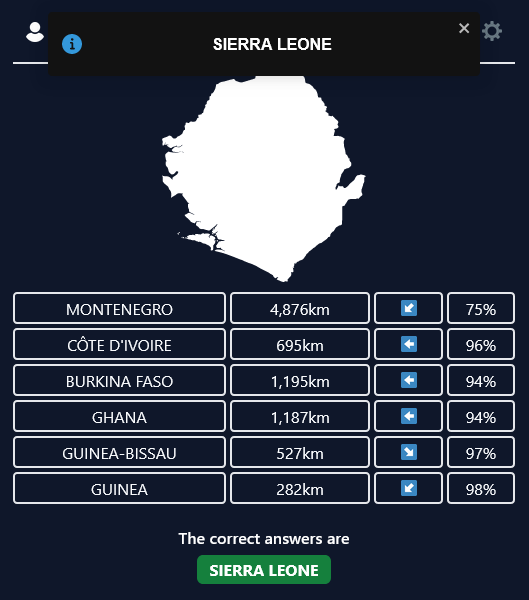 SIERRA LEONE
MONTENEGRO 4,876km 75%
CÔTE D'IVOIRE 695km 96%
BURKINA FASO 1,195km 94%
GHANA 1,187km 94%
GUINEA-BISSAU 527km 97%
GUINEA 282km 98%
The correct answers are
SIERRA LEONE